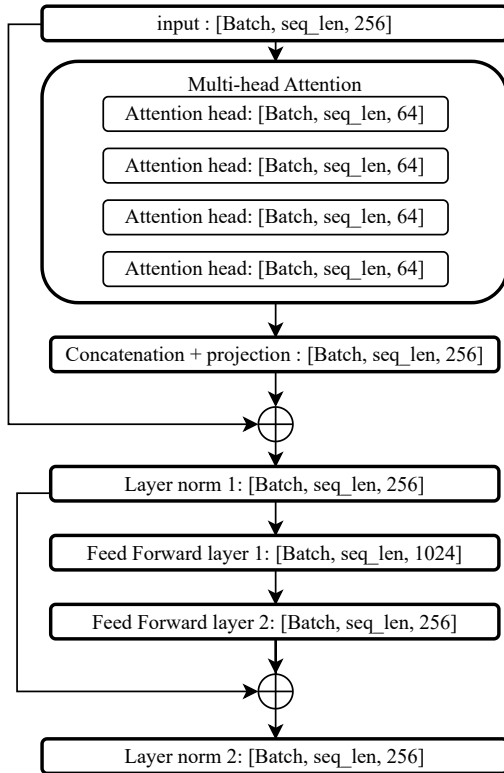 input : [Batch, seq_len, 256]
Multi-head Attention
Attention head: [Batch, seq_len, 64]
Attention head: [Batch, seq_len, 64]
Attention head: [Batch, seq_len, 64]
Attention head: [Batch, seq_len, 64]
Concatenation + projection : [Batch, seq_len, 256]
Layer norm 1: [Batch, seq_len, 256]
Feed Forward layer 1: [Batch, seq_len, 1024]
Feed Forward layer 2: [Batch, seq_len, 256]
Layer norm 2: [Batch, seq_len, 256]